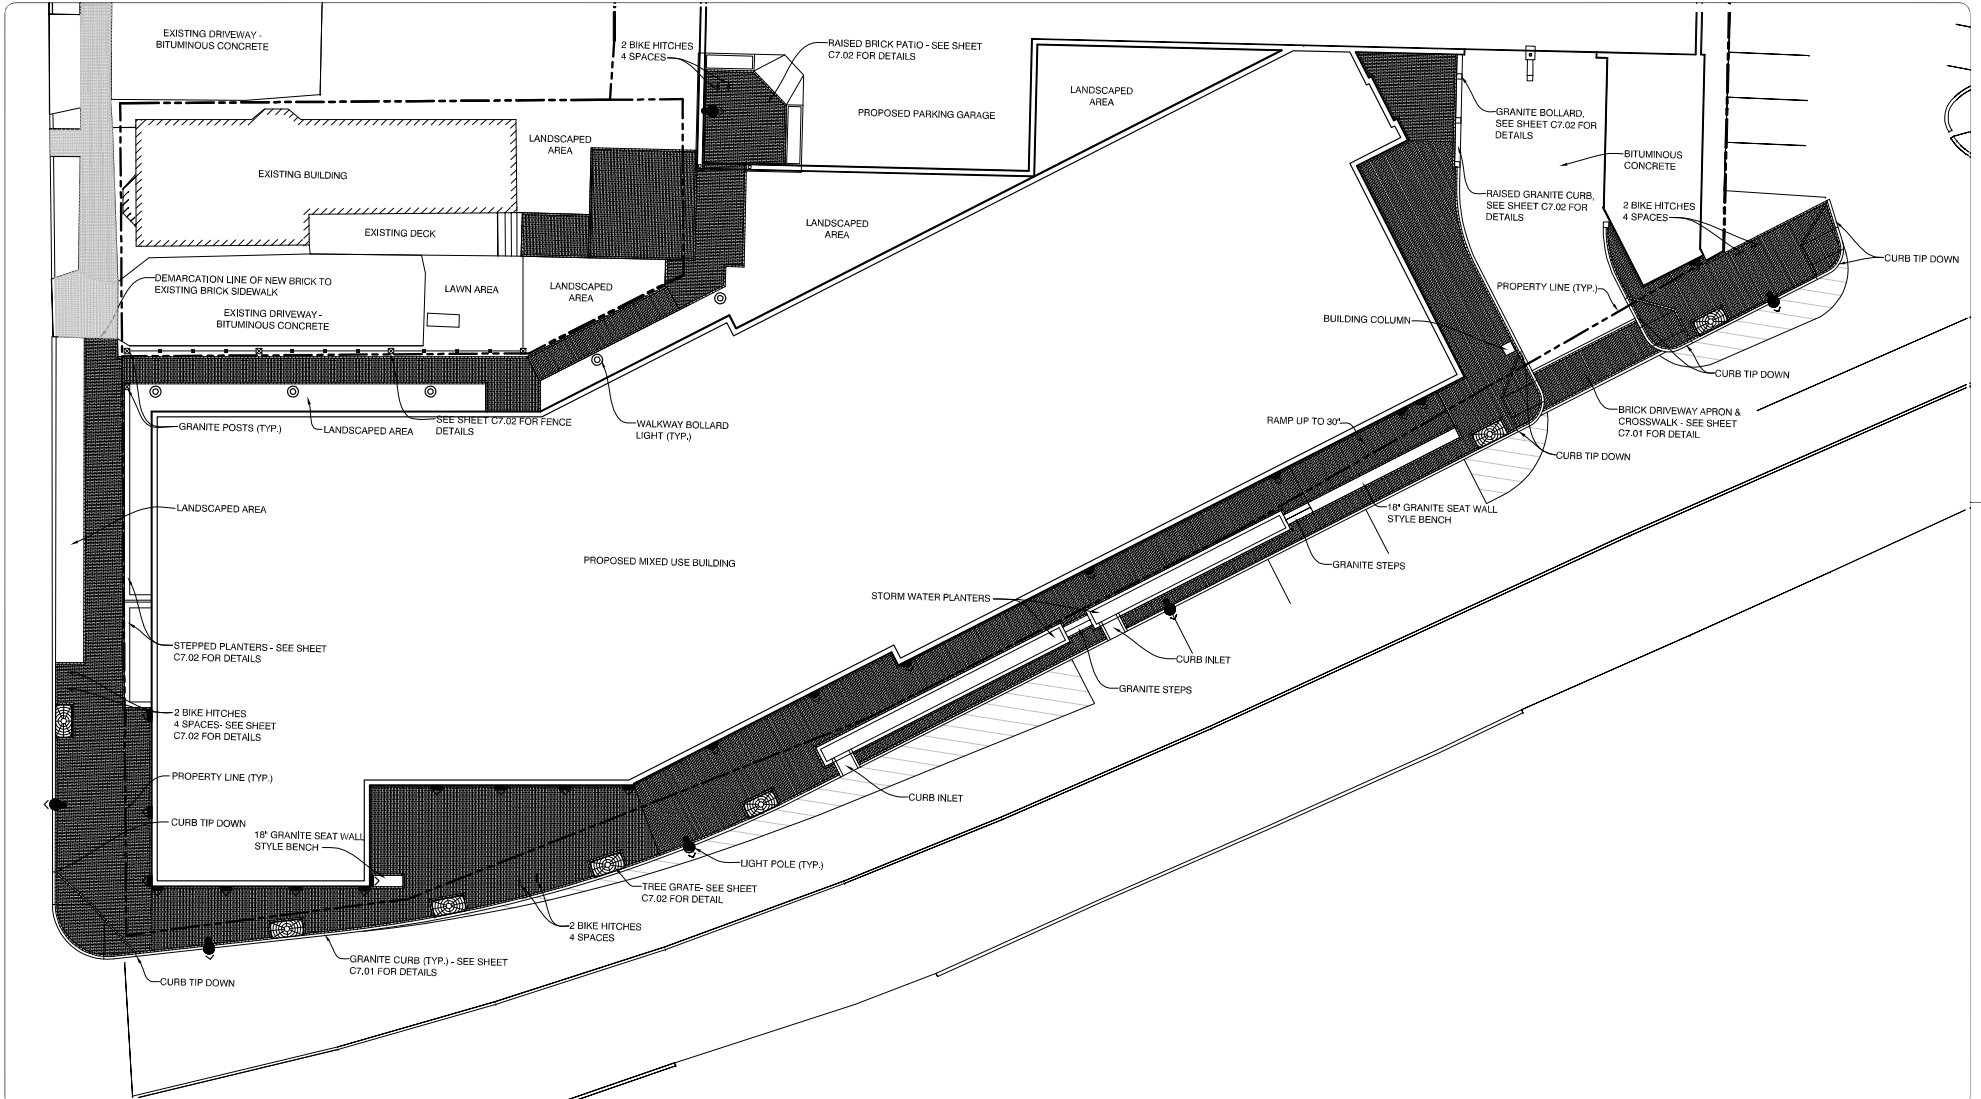 EXISTING DRIVEWAY -
BITUMINOUS CONCRETE
2 BIKE HITCHES
4 SPACES
RAISED BRICK PATIO - SEE SHEET
C7.02 FOR DETAILS
PROPOSED PARKING GARAGE
LANDSCAPED
AREA
GRANITE BOLLARD,
SEE SHEET C7.02 FOR
DETAILS
LANDSCAPED
AREA
BITUMINOUS
CONCRETE
EXISTING BUILDING
RAISED GRANITE CURB,
SEE SHEET C7.02 FOR
DETAILS
2 BIKE HITCHES
4 SPACES
EXISTING DECK
LANDSCAPED
AREA
CURB TIP DOWN
DEMARCATION LINE OF NEW BRICK TO
EXISTING BRICK SIDEWALK
LAWN AREA
LANDSCAPED
AREA
PROPERTY LINE (TYP.)
EXISTING DRIVEWAY -
BITUMINOUS CONCRETE
BUILDING COLUMN
CURB TIP DOWN
GRANITE POSTS (TYP.)
LANDSCAPED AREA
SEE SHEET C7.02 FOR FENCE
DETAILS
WALKWAY BOLLARD
LIGHT (TYP.)
RAMP UP TO 30"
BRICK DRIVEWAY APRON &
CROSSWALK - SEE SHEET
C7.01 FOR DETAIL
CURB TIP DOWN
LANDSCAPED AREA
18" GRANITE SEAT WALL
STYLE BENCH
PROPOSED MIXED USE BUILDING
GRANITE STEPS
STORM WATER PLANTERS
STEPPED PLANTERS - SEE SHEET
C7.02 FOR DETAILS
CURB INLET
GRANITE STEPS
2 BIKE HITCHES
4 SPACES- SEE SHEET
C7.02 FOR DETAILS
PROPERTY LINE (TYP.)
CURB INLET
CURB TIP DOWN
18" GRANITE SEAT WALL
STYLE BENCH
LIGHT POLE (TYP.)
TREE GRATE- SEE SHEET
C7.02 FOR DETAIL
2 BIKE HITCHES
4 SPACES
GRANITE CURB (TYP.) - SEE SHEET
C7.01 FOR DETAILS
CURB TIP DOWN